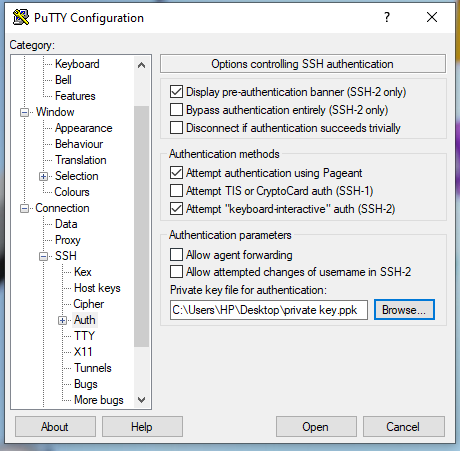 PuTTY Configuration
Category:
Keyboard
Bell
Features
Window
Appearance
Behaviour
Translation
Selection
Colours
Connection
Data
Proxy
SSH
Kex
Host keys
Cipher
Auth
TTY
X11
Tunnels
Bugs
More bugs
Options controlling SSH authentication
Display pre-authentication banner (SSH-2 only)
Bypass authentication entirely (SSH-2 only)
Disconnect if authentication succeeds trivially
Authentication methods
Attempt authentication using Pageant
Attempt TIS or CryptoCard auth (SSH-1)
Attempt "keyboard-interactive" auth (SSH-2)
Authentication parameters
Allow agent forwarding
Allow attempted changes of username in SSH-2
Private key file for authentication:
C:\Users\HP\Desktop\private key.ppk Browse...
About Help Open Cancel